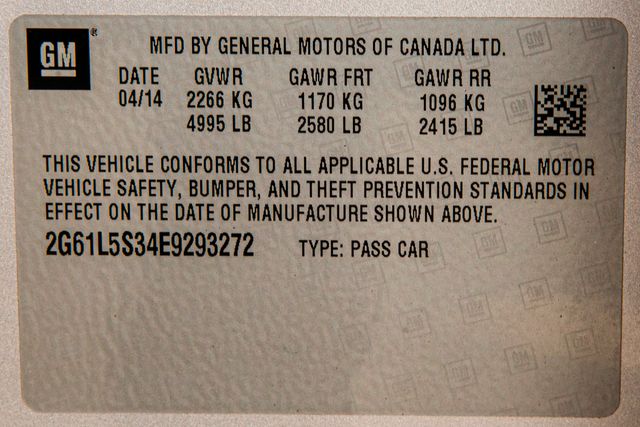 GM® MFD BY GENERAL MOTORS OF CANADA LTD.
DATE GVWR GAWR FRT GAWR RR
04/14 2266 KG 1170 KG 1096 KG
4995 LB 2580 LB 2415 LB
THIS VEHICLE CONFORMS TO ALL APPLICABLE U.S. FEDERAL MOTOR
VEHICLE SAFETY, BUMPER, AND THEFT PREVENTION STANDARDS IN
EFFECT ON THE DATE OF MANUFACTURE SHOWN ABOVE.
2G61L5S34E9293272 TYPE: PASS CAR